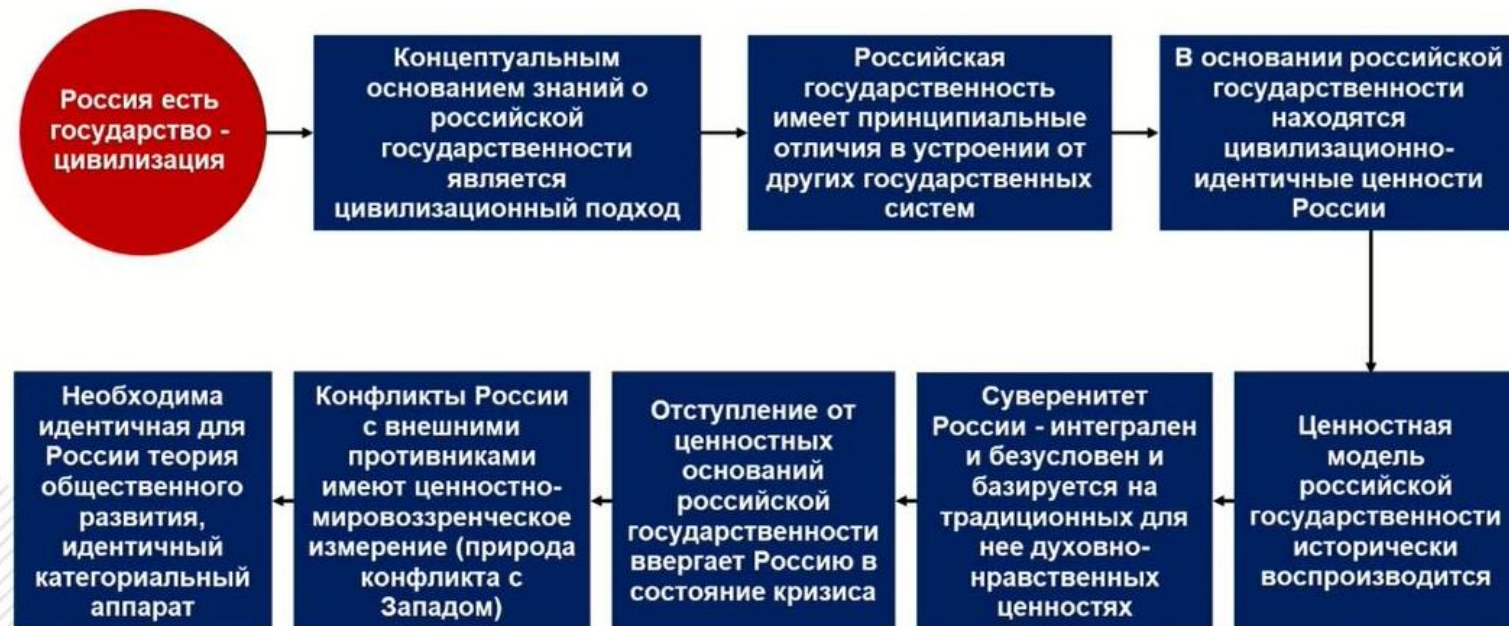 Россия есть
государство -
цивилизация
Концептуальным
основанием знаний о
российской
государственности
является
цивилизационный подход
Российская
государственность
имеет принципиальные
отличия в устроении от
других государственных
систем
В основании российской
государственности
находятся
цивилизационно-
идентичные ценности
России
Ценностная
модель
российской
государственности
исторически
воспроизводится
Суверенитет
России - интегрален
и безусловен и
базируется на
традиционных для
нее духовно-
нравственных
ценностях
Отступление от
ценностных
оснований
российской
государственности
ввергает Россию в
состояние кризиса
Конфликты России
с внешними
противниками
имеют ценностно-
мировоззренческое
измерение (природа
конфликта с
Западом)
Необходима
идентичная для
России теория
общественного
развития,
идентичный
категориальный
аппарат